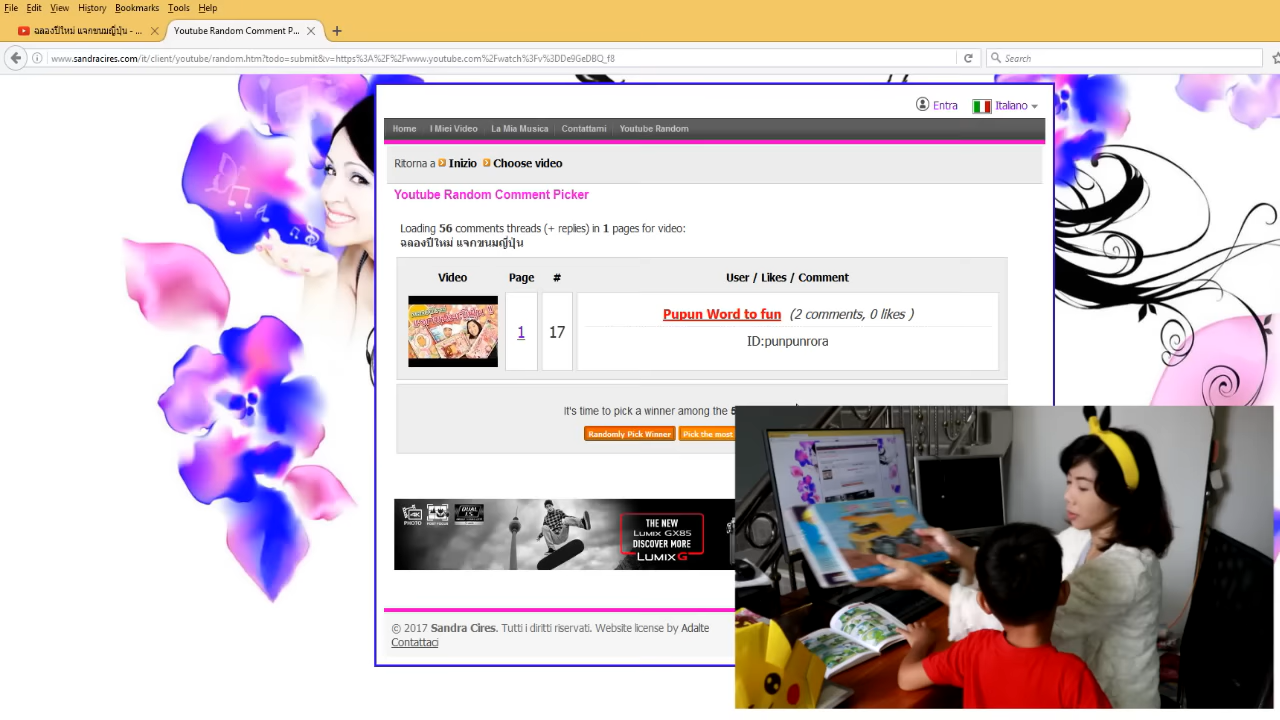 File Edit View History Bookmarks Tools Help
ฉลองปีใหม่ แจกขนมญี่ปุ่น - ...
Youtube Random Comment P...
www.sandracires.com/it/client/youtube/random.htm?todo=submit&v=https%3A%2F%2Fwww.youtube.com%2Fwatch%3Fv%3DDe9GeDBQ_f8
Search
Entra Italiano
Home I Miei Video La Mia Musica Contattami Youtube Random
Ritorna a Inizio Choose video
Youtube Random Comment Picker
Loading 56 comments threads (+ replies) in 1 pages for video:
ฉลองปีใหม่ แจกขนมญี่ปุ่น
Video Page # User / Likes / Comment
1 17 Pupun Word to fun (2 comments, 0 likes )
ID:punpunrora
It's time to pick a winner among the
Randomly Pick Winner Pick the most
4K PHOTO POST FOCUS DUAL I.S.
THE NEW
LUMIX GX85
DISCOVER MORE
LUMIX G
© 2017 Sandra Cires. Tutti i diritti riservati. Website license by Adalte
Contattaci